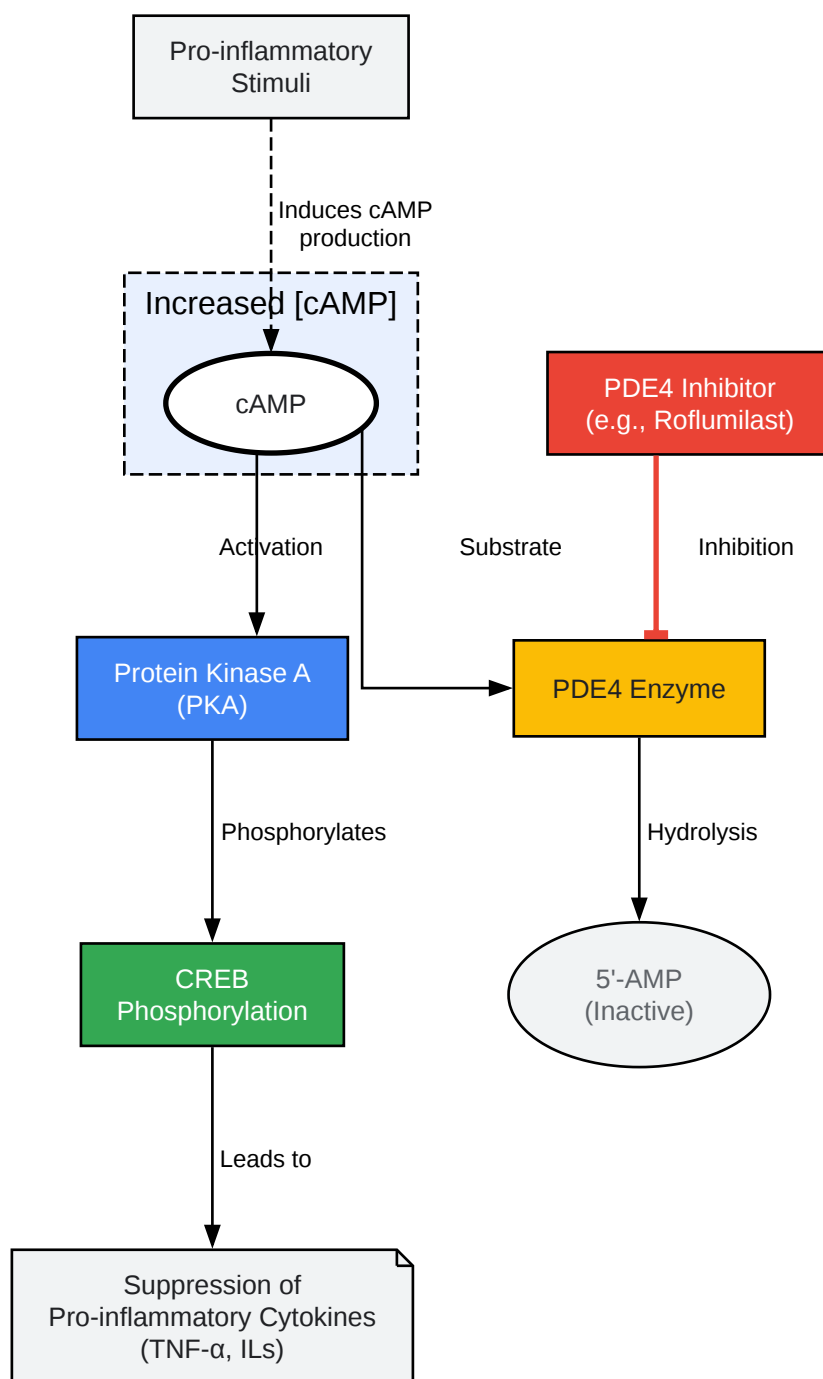 Pro-inflammatory
Stimuli
Induces cAMP
production
Increased [cAMP]
cAMP
PDE4 Inhibitor
(e.g., Roflumilast)
Activation
Substrate
Inhibition
Protein Kinase A
(PKA)
PDE4 Enzyme
Phosphorylates
Hydrolysis
CREB
Phosphorylation
5'-AMP
(Inactive)
Leads to
Suppression of
Pro-inflammatory Cytokines
(TNF-α, ILs)